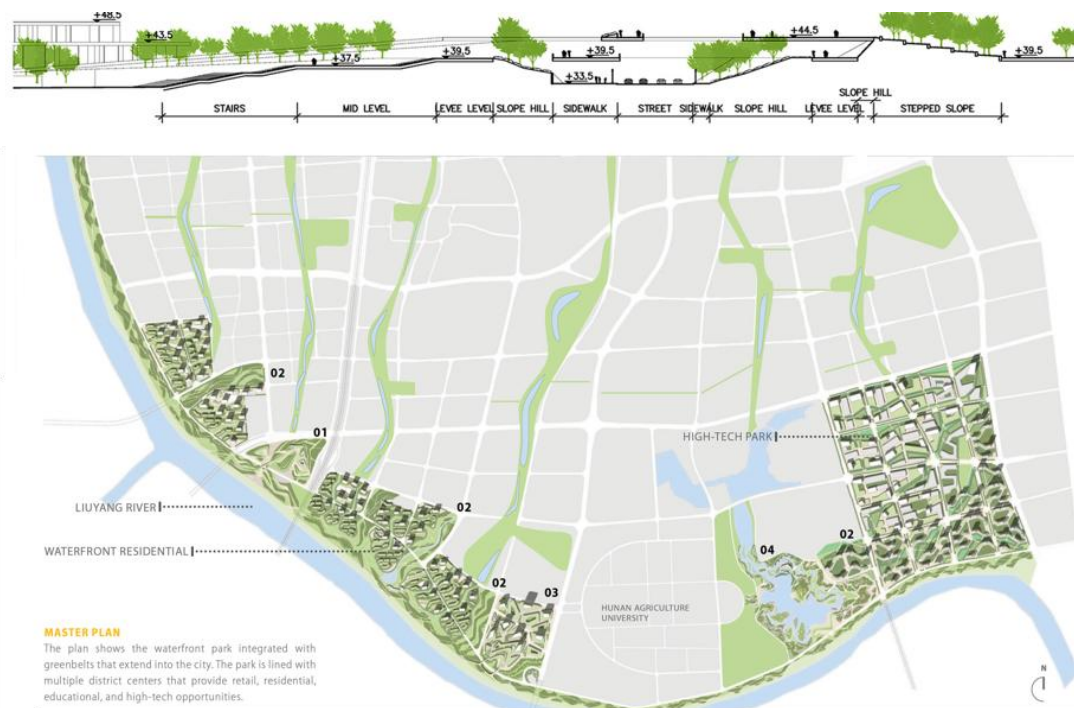 +48,5
+43,5
+44,5
+37,5
+39,5
+39,5
+39,5
+33,5
SLOPE HILL
STAIRS
MID LEVEL
LEVEE LEVEL
SLOPE HILL
SIDEWALK
STREET
SIDEWALK
SLOPE HILL
LEVEE LEVEL
STEPPED SLOPE
02
01
HIGH-TECH PARK
LIUYANG RIVER
02
02
WATERFRONT RESIDENTIAL
04
02
03
HUNAN AGRICULTURE
UNIVERSITY
MASTER PLAN
The plan shows the waterfront park integrated with
greenbelts that extend into the city. The park is lined with
multiple district centers that provide retail, residential,
educational, and high-tech opportunities.
N